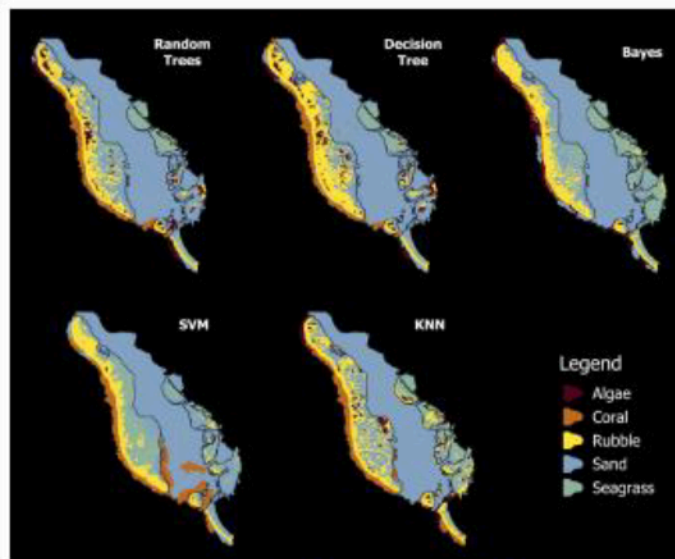 Random
Trees
Decision
Tree
Bayes
SVM
KNN
Legend
Algae
Coral
Rubble
Sand
Seagrass